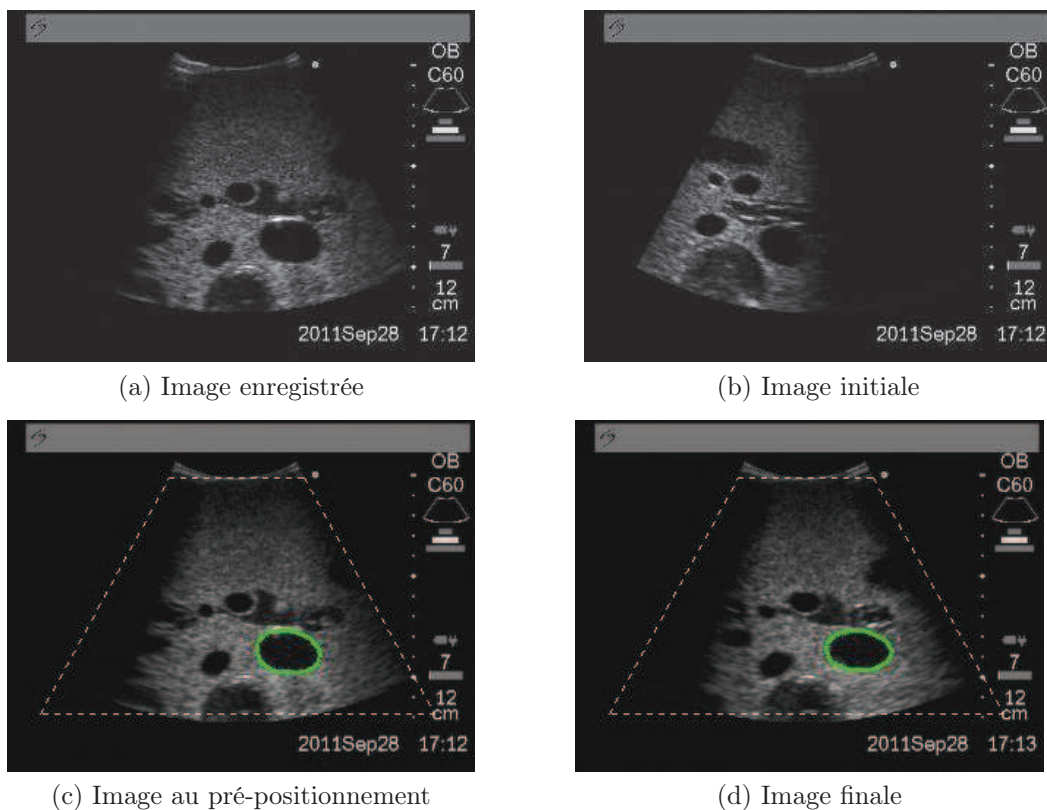 OB
C60
7
12
cm
2011Sep28 17:12
(a) Image enregistrée
OB
C60
7
12
cm
2011Sep28 17:12
(b) Image initiale
OB
C60
7
12
cm
2011Sep28 17:12
(c) Image au pré-positionnement
OB
C60
7
12
cm
2011Sep28 17:13
(d) Image finale